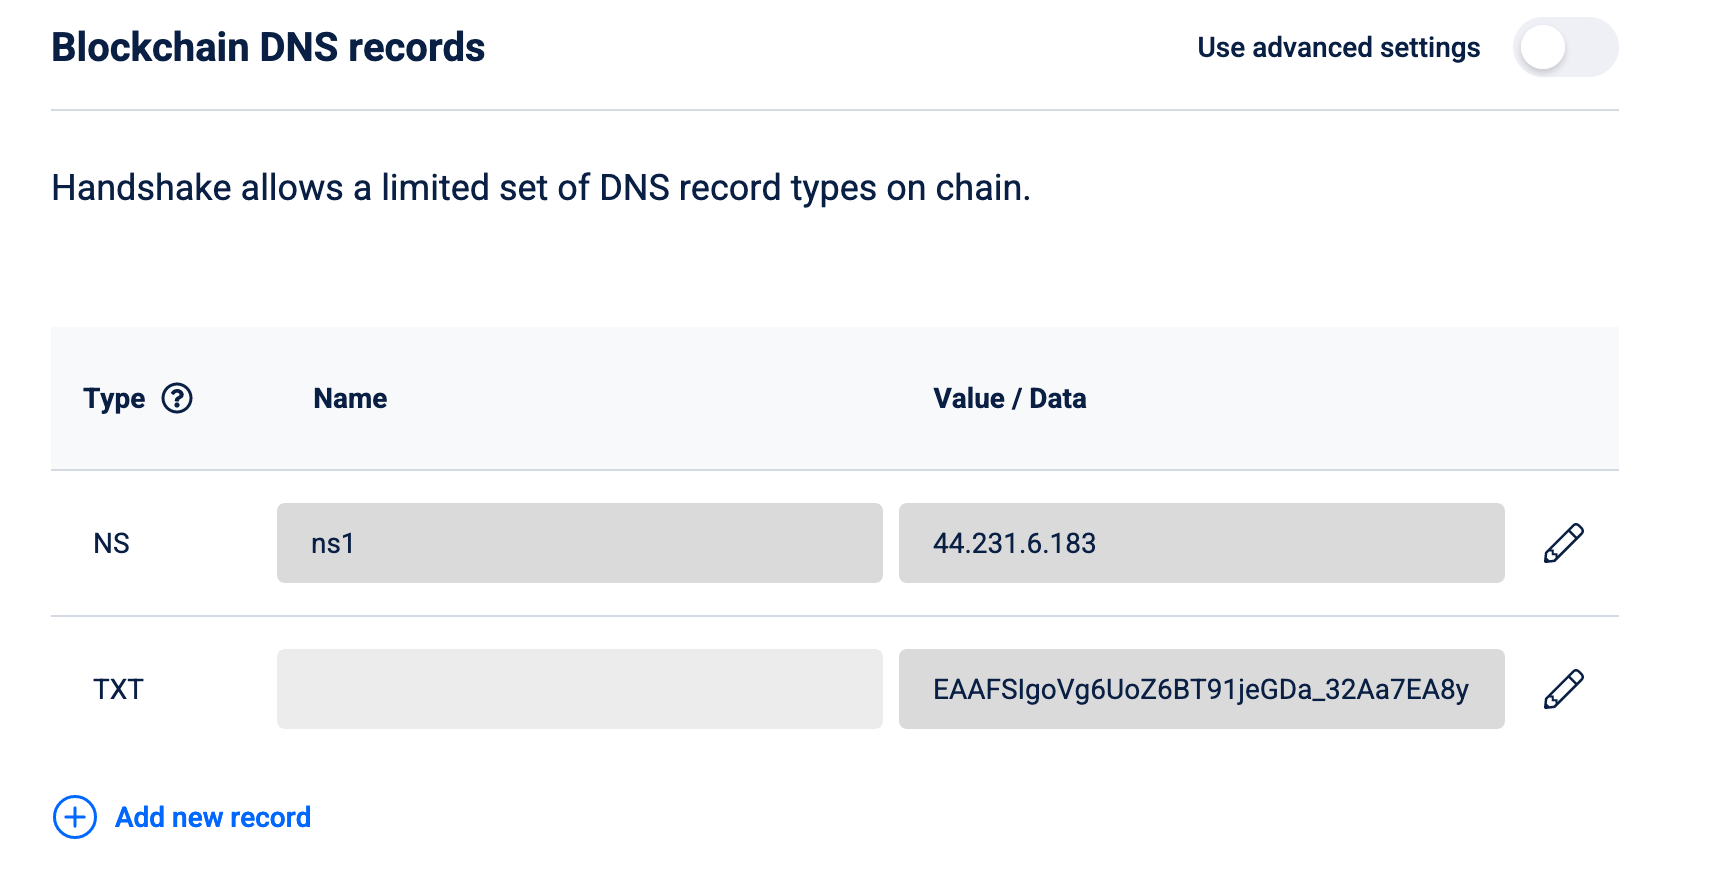 Blockchain DNS records
Use advanced settings
Handshake allows a limited set of DNS record types on chain.
Type ? Name Value / Data
NS ns1 44.231.6.183
TXT EAAFSIgoVg6UoZ6BT91jeGDa_32Aa7EA8y
Add new record